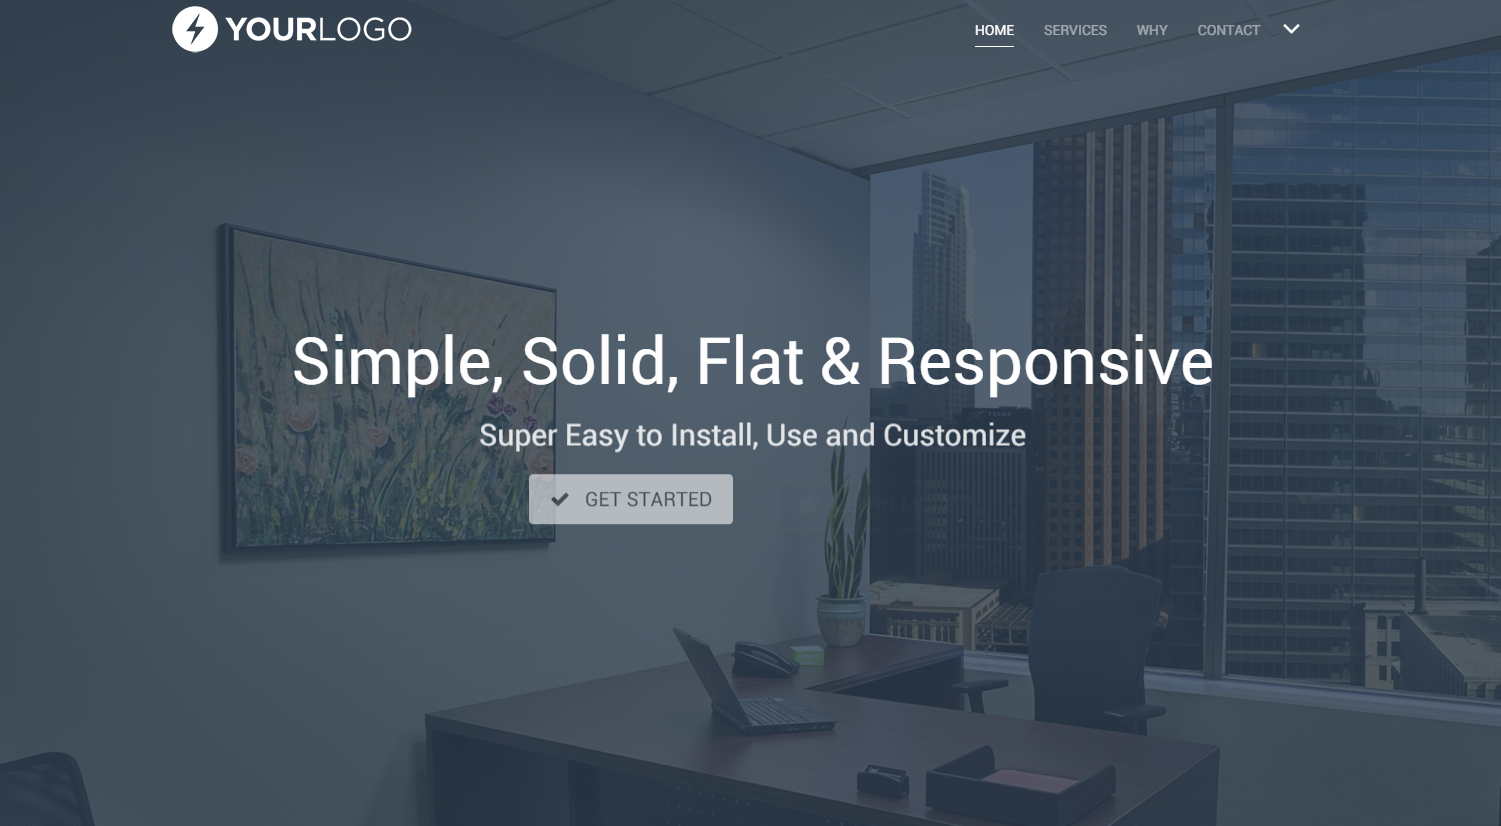 YOURLOGO
HOME SERVICES WHY CONTACT
Simple, Solid, Flat & Responsive
Super Easy to Install, Use and Customize
GET STARTED